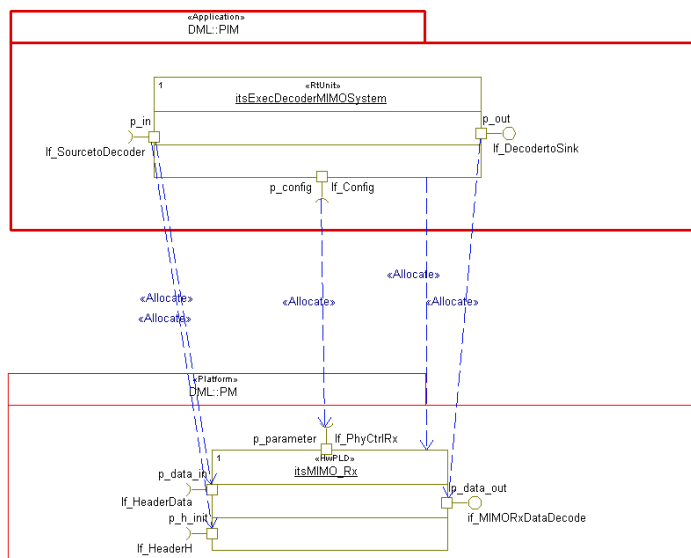 «Application»
DML::PIM
1
«RtUnit»
itsExecDecoderMIMOSystem
p_in
p_out
If_SourcetoDecoder
If_DecodertoSink
p_config
If_Config
«Allocate»
«Allocate»
«Allocate»
«Allocate»
«Allocate»
«Platform»
DML::PM
p_parameter
If_PhyCtrlRx
1
«HwPLD»
itsMIMO_Rx
p_data_in
p_data_out
If_HeaderData
if_MIMORxDataDecode
p_h_init
If_HeaderH